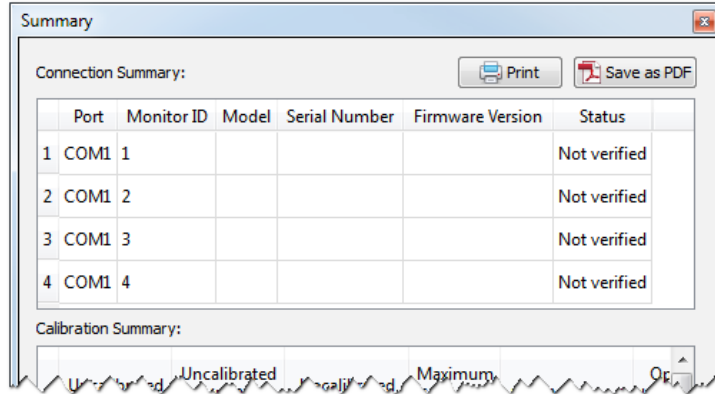 Summary
Connection Summary:
Print
Save as PDF
Port Monitor ID Model Serial Number Firmware Version Status
1 COM1 1 Not verified
2 COM1 2 Not verified
3 COM1 3 Not verified
4 COM1 4 Not verified
Calibration Summary:
Uncalibrated Maximum